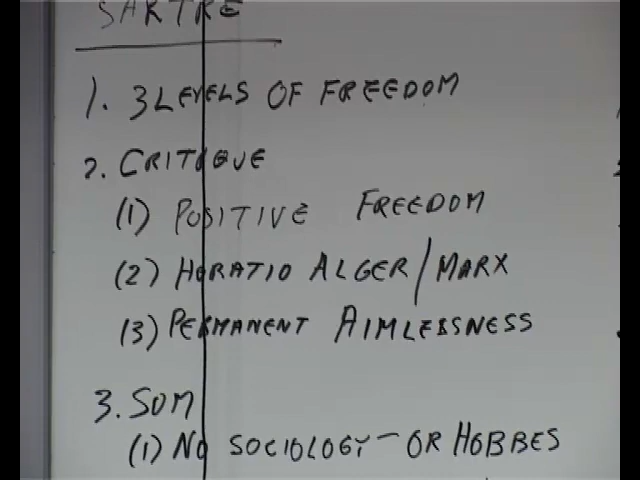 SARTRE
1. 3 LEVELS OF FREEDOM
2. CRITIQUE
(1) POSITIVE FREEDOM
(2) HORATIO ALGER/MARX
(3) PERMANENT AIMLESSNESS
3. SUM
(1) NO SOCIOLOGY - OR HOBBES